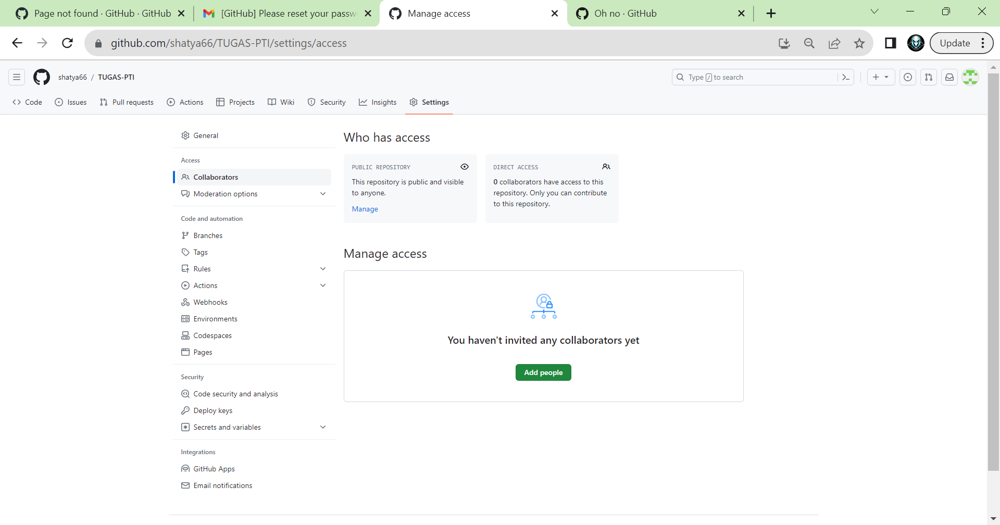 Page not found · GitHub · GitHub
[GitHub] Please reset your passw
Manage access
Oh no · GitHub
github.com/shatya66/TUGAS-PTI/settings/access
Update
shatya66 / TUGAS-PTI
Type / to search
Code
Issues
Pull requests
Actions
Projects
Wiki
Security
Insights
Settings
General
Access
Collaborators
Moderation options
Code and automation
Branches
Tags
Rules
Actions
Webhooks
Environments
Codespaces
Pages
Security
Code security and analysis
Deploy keys
Secrets and variables
Integrations
GitHub Apps
Email notifications
Who has access
PUBLIC REPOSITORY
This repository is public and visible
to anyone.
Manage
DIRECT ACCESS
0 collaborators have access to this
repository. Only you can contribute
to this repository.
Manage access
You haven't invited any collaborators yet
Add people